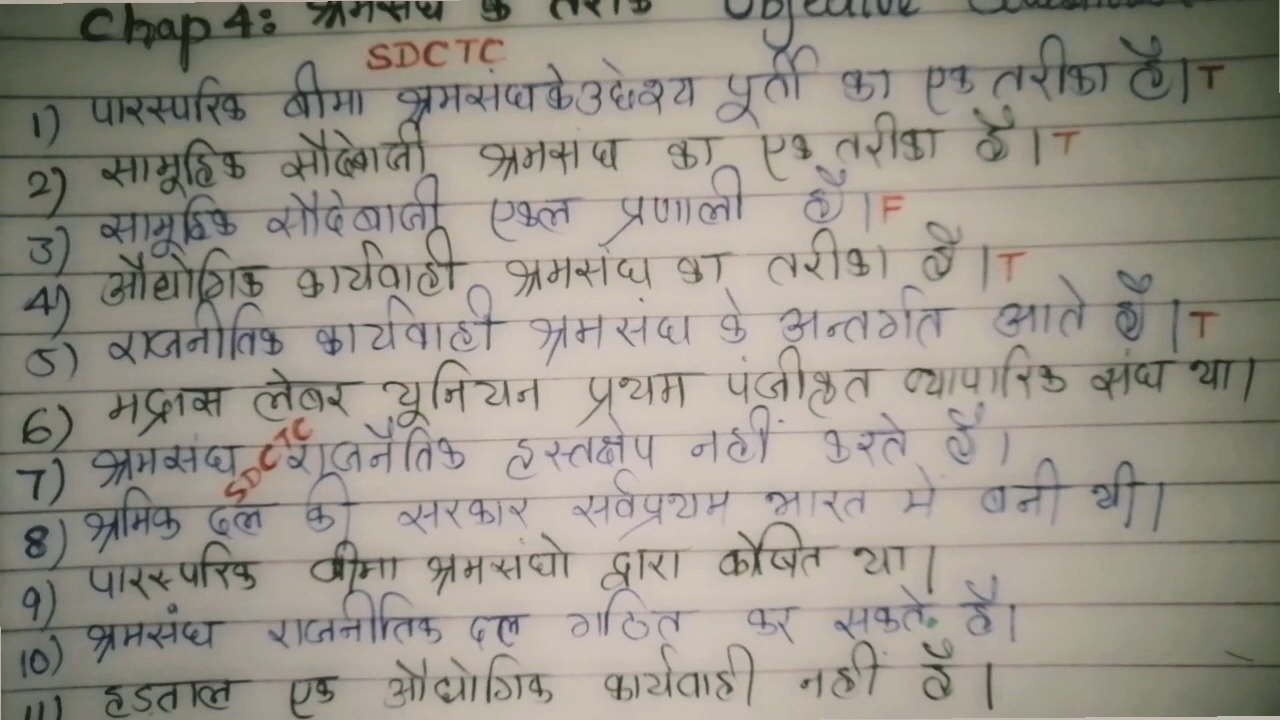 Chap 4: श्रमसंघ के तरीके Objective
SDCTC
1) पारस्परिक बीमा श्रमसंघ के उद्देश्य पूर्ती का एक तरीका है। T
2) सामूहिक सौदेबाजी श्रमसंघ का एक तरीका है। T
3) सामूहिक सौदेबाजी एकल प्रणाली है। F
4) औद्योगिक कार्यवाही श्रमसंघ का तरीका है। T
5) राजनीतिक कार्यवाही श्रमसंघ के अन्तर्गत आते है। T
6) मद्रास लेबर यूनियन प्रथम पंजीकृत व्यापारिक संघ था।
7) श्रमसंघ SDCTC राजनैतिक हस्तक्षेप नहीं करते हैं।
8) श्रमिक दल की सरकार सर्वप्रथम भारत मे बनी थी।
9) पारस्परिक बीमा श्रमसंघो द्वारा कोषित था।
10) श्रमसंघ राजनीतिक दल गठित कर सकते है।
11) हड़ताल एक औद्योगिक कार्यवाही नहीं है।